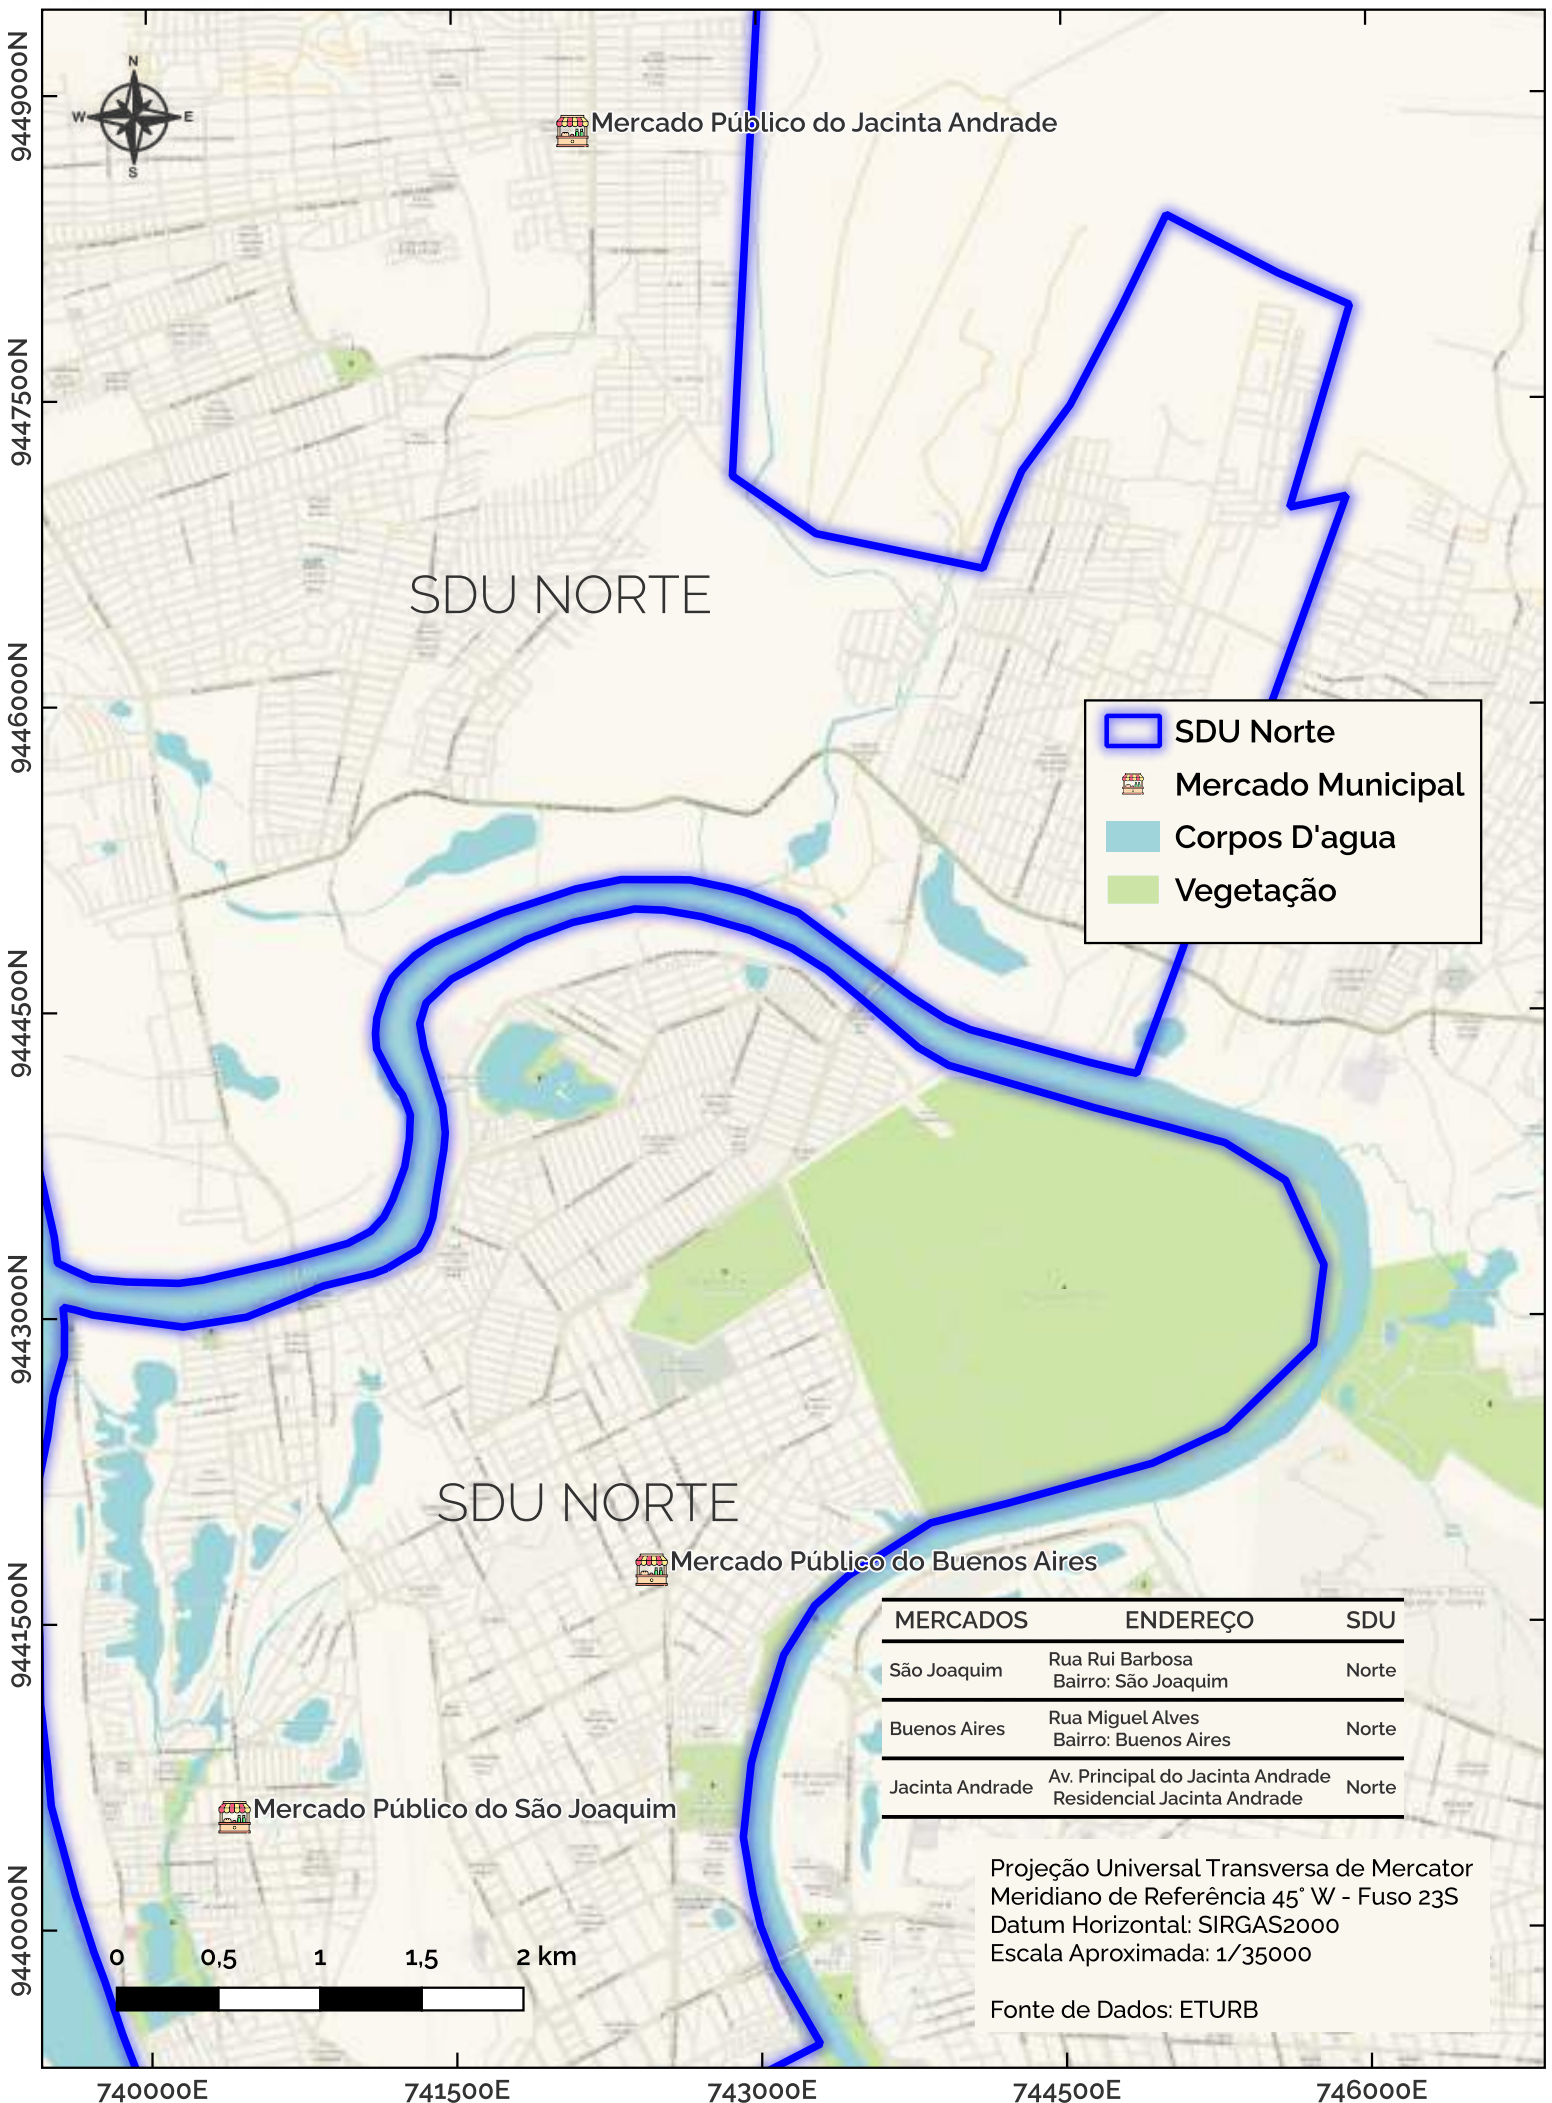 N
W E
S
Mercado Público do Jacinta Andrade
SDU NORTE
SDU Norte
Mercado Municipal
Corpos D'agua
Vegetação
SDU NORTE
Mercado Público do Buenos Aires
MERCADOS ENDEREÇO SDU
São Joaquim Rua Rui Barbosa Norte
Bairro: São Joaquim
Buenos Aires Rua Miguel Alves Norte
Bairro: Buenos Aires
Jacinta Andrade Av. Principal do Jacinta Andrade Norte
Residencial Jacinta Andrade
Mercado Público do São Joaquim
Projeção Universal Transversa de Mercator
Meridiano de Referência 45° W - Fuso 23S
Datum Horizontal: SIRGAS2000
Escala Aproximada: 1/35000
Fonte de Dados: ETURB
0 0,5 1 1,5 2 km
9449000N
9447500N
9446000N
9444500N
9443000N
9441500N
9440000N
740000E 741500E 743000E 744500E 746000E